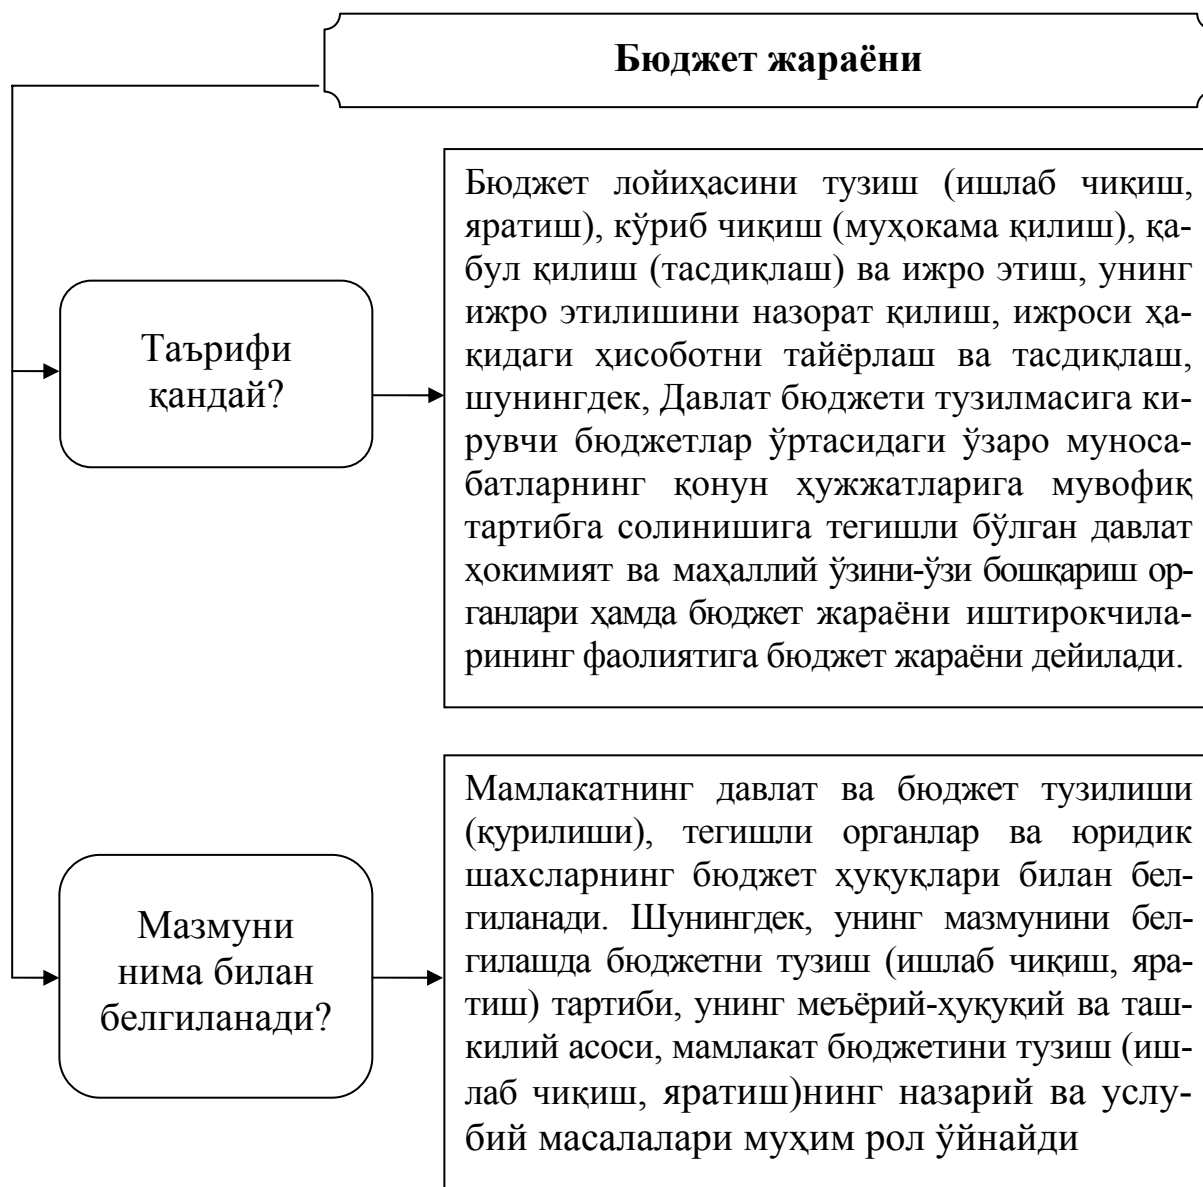 Бюджет жараёни
Таърифи
қандай?
Бюджет лойиҳасини тузиш (ишлаб чиқиш,
яратиш), кўриб чиқиш (муҳокама қилиш), қа-
бул қилиш (тасдиқлаш) ва ижро этиш, унинг
ижро этилишини назорат қилиш, ижроси ҳа-
қидаги ҳисоботни тайёрлаш ва тасдиқлаш,
шунингдек, Давлат бюджети тузилмасига ки-
рувчи бюджетлар ўртасидаги ўзаро муноса-
батларнинг қонун ҳужжатларига мувофиқ
тартибга солинишига тегишли бўлган давлат
ҳокимият ва маҳаллий ўзини-ўзи бошқариш ор-
ганлари ҳамда бюджет жараёни иштирокчила-
рининг фаолиятига бюджет жараёни дейилади.
Мазмуни
нима билан
белгиланади?
Мамлакатнинг давлат ва бюджет тузилиши
(қурилиши), тегишли органлар ва юридик
шахсларнинг бюджет ҳуқуқлари билан бел-
гиланади. Шунингдек, унинг мазмунини бел-
гилашда бюджетни тузиш (ишлаб чиқиш, яра-
тиш) тартиби, унинг меъёрий-ҳуқуқий ва таш-
килий асоси, мамлакат бюджетини тузиш (иш-
лаб чиқиш, яратиш)нинг назарий ва услу-
бий масалалари муҳим рол ўйнайди